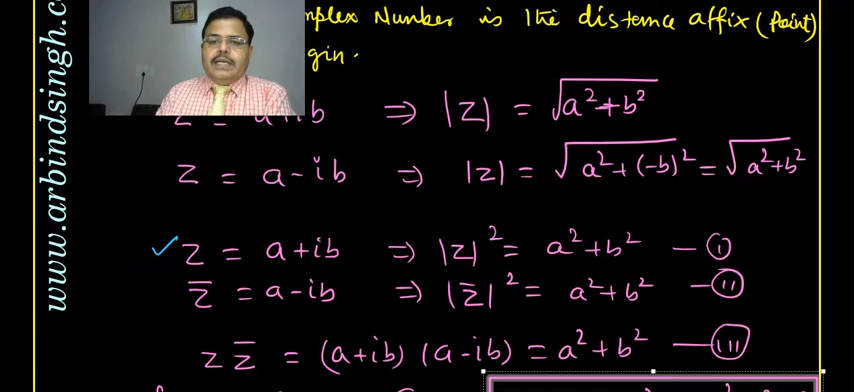 mplex Number is the distance affix (Point)
gin.
⇒ |z| = √(a²+b²)
z = a-ib ⇒ |z| = √(a²+(-b)²) = √(a²+b²)
✓ z = a+ib ⇒ |z|² = a²+b² — (i)
z̄ = a-ib ⇒ |z̄|² = a²+b² — (ii)
z z̄ = (a+ib) (a-ib) = a²+b² — (iii)
www.arbindsingh.c